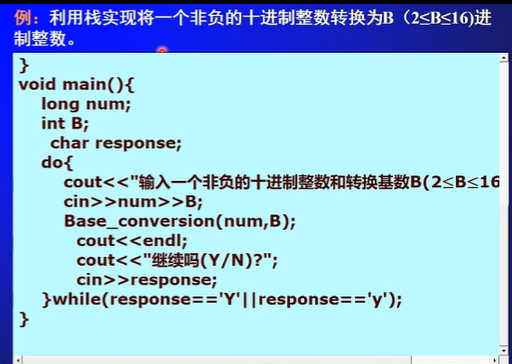 例：利用栈实现将一个非负的十进制整数转换为B（2≤B≤16)进
制整数。
}
void main(){
long num;
int B;
char response;
do{
cout<<"输入一个非负的十进制整数和转换基数B(2≤B≤16
cin>>num>>B;
Base_conversion(num,B);
cout<<endl;
cout<<"继续吗(Y/N)?";
cin>>response;
}while(response=='Y'||response=='y');
}